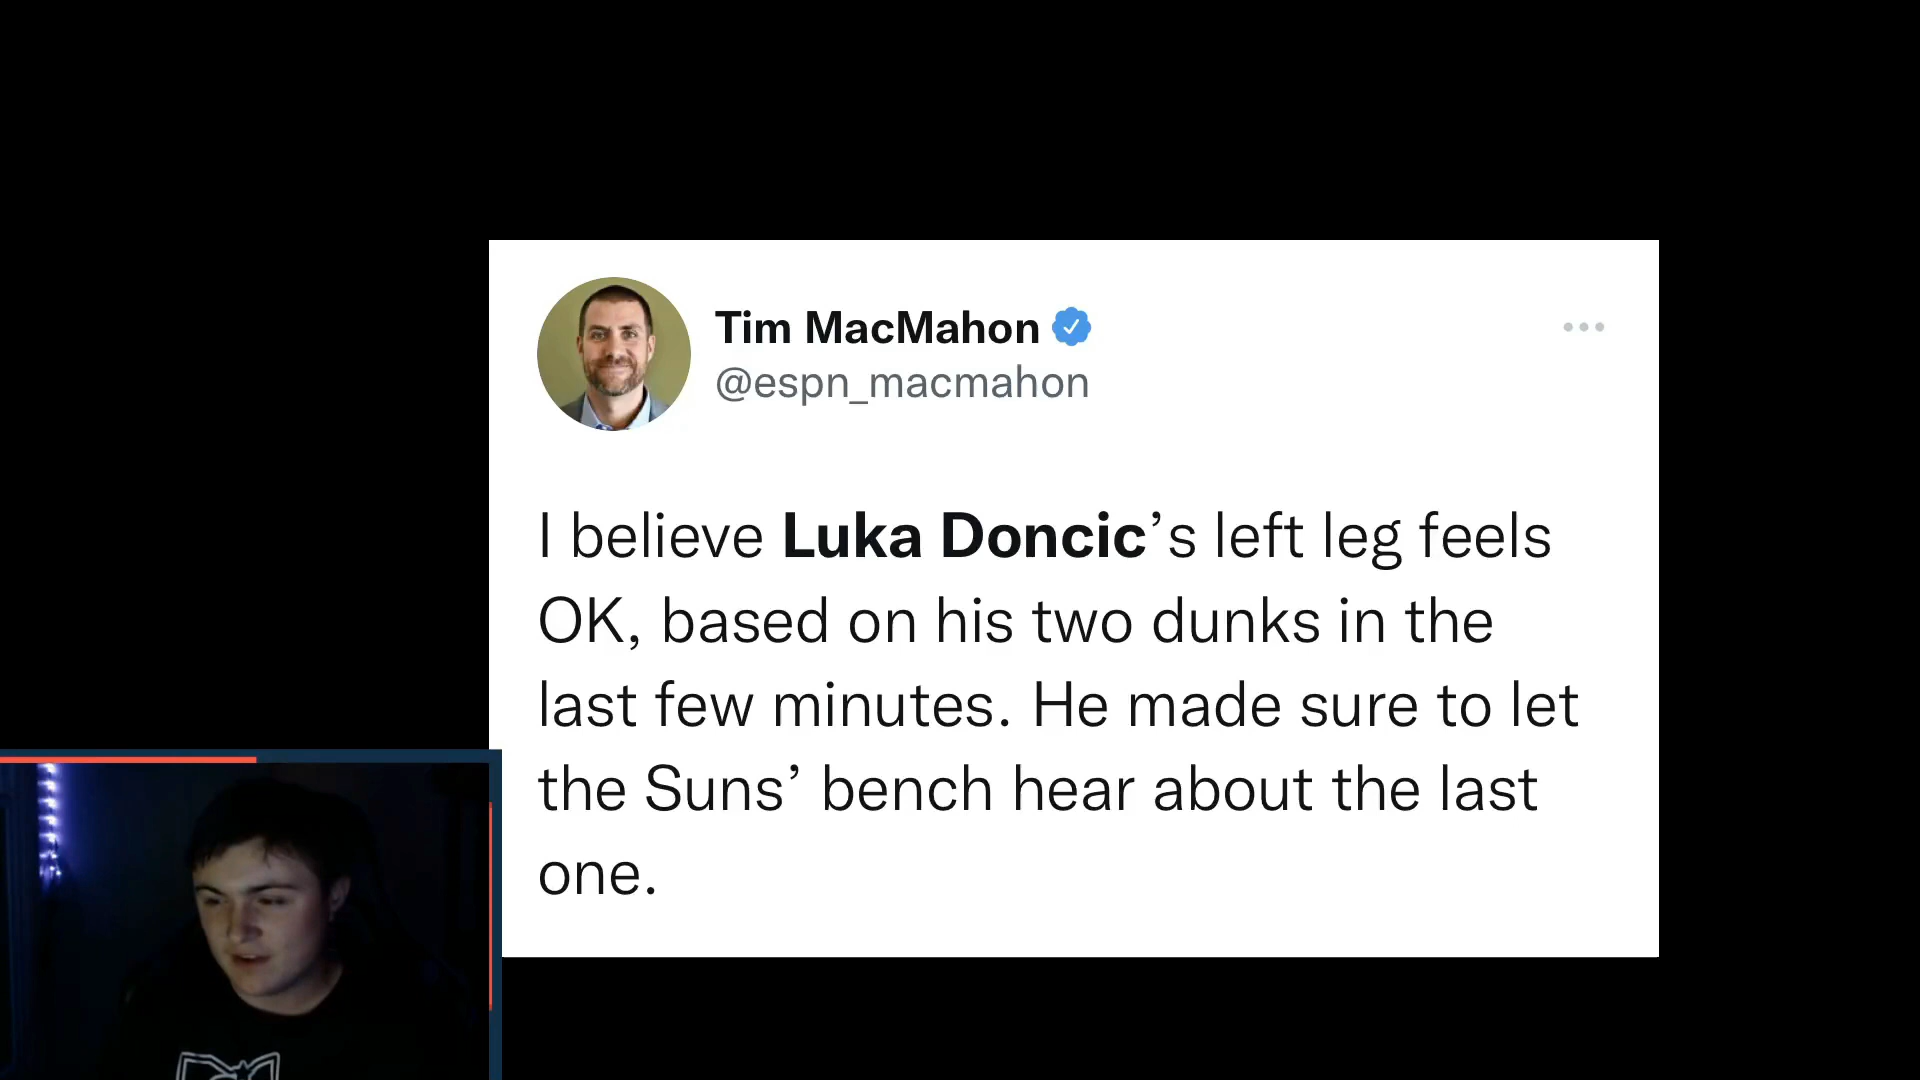 Tim MacMahon
@espn_macmahon
I believe Luka Doncic’s left leg feels
OK, based on his two dunks in the
last few minutes. He made sure to let
the Suns’ bench hear about the last
one.